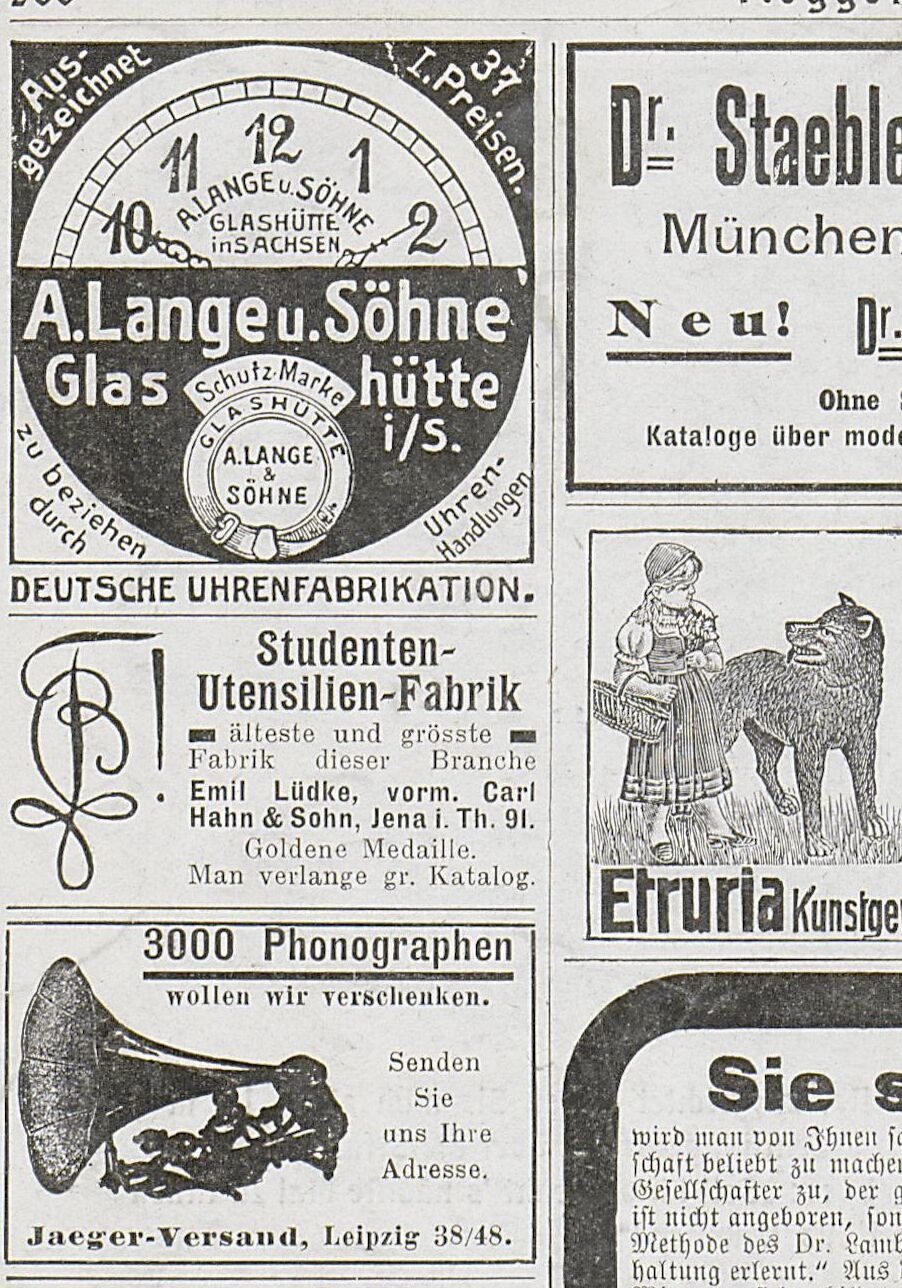 Aus-
gezeichnet
37
I. Preisen.
10 11 12 1 2
A. LANGE u. SÖHNE
GLASHÜTTE
in SACHSEN
A. Lange u. Söhne
Glashütte
i/S.
Schutz-Marke
GLASHÜTTE
A. LANGE
&
SÖHNE
zu beziehen
durch
Uhren-
Handlungen
DEUTSCHE UHRENFABRIKATION.
Studenten-
Utensilien-Fabrik
älteste und grösste
Fabrik dieser Branche
Emil Lüdke, vorm. Carl
Hahn & Sohn, Jena i. Th. 91.
Goldene Medaille.
Man verlange gr. Katalog.
3000 Phonographen
wollen wir verschenken.
Senden
Sie
uns Ihre
Adresse.
Jaeger-Versand, Leipzig 38/48.
Dr. Staeble
München
Neu! Dr.
Ohne
Kataloge über mode
Etruria Kunstgew
Sie s
wird man von Ihnen
schaft beliebt zu machen
Gesellschafter zu, der g
ist nicht angeboren, son
Methode des Dr. Lamb
haltung erlernt.“ Aus